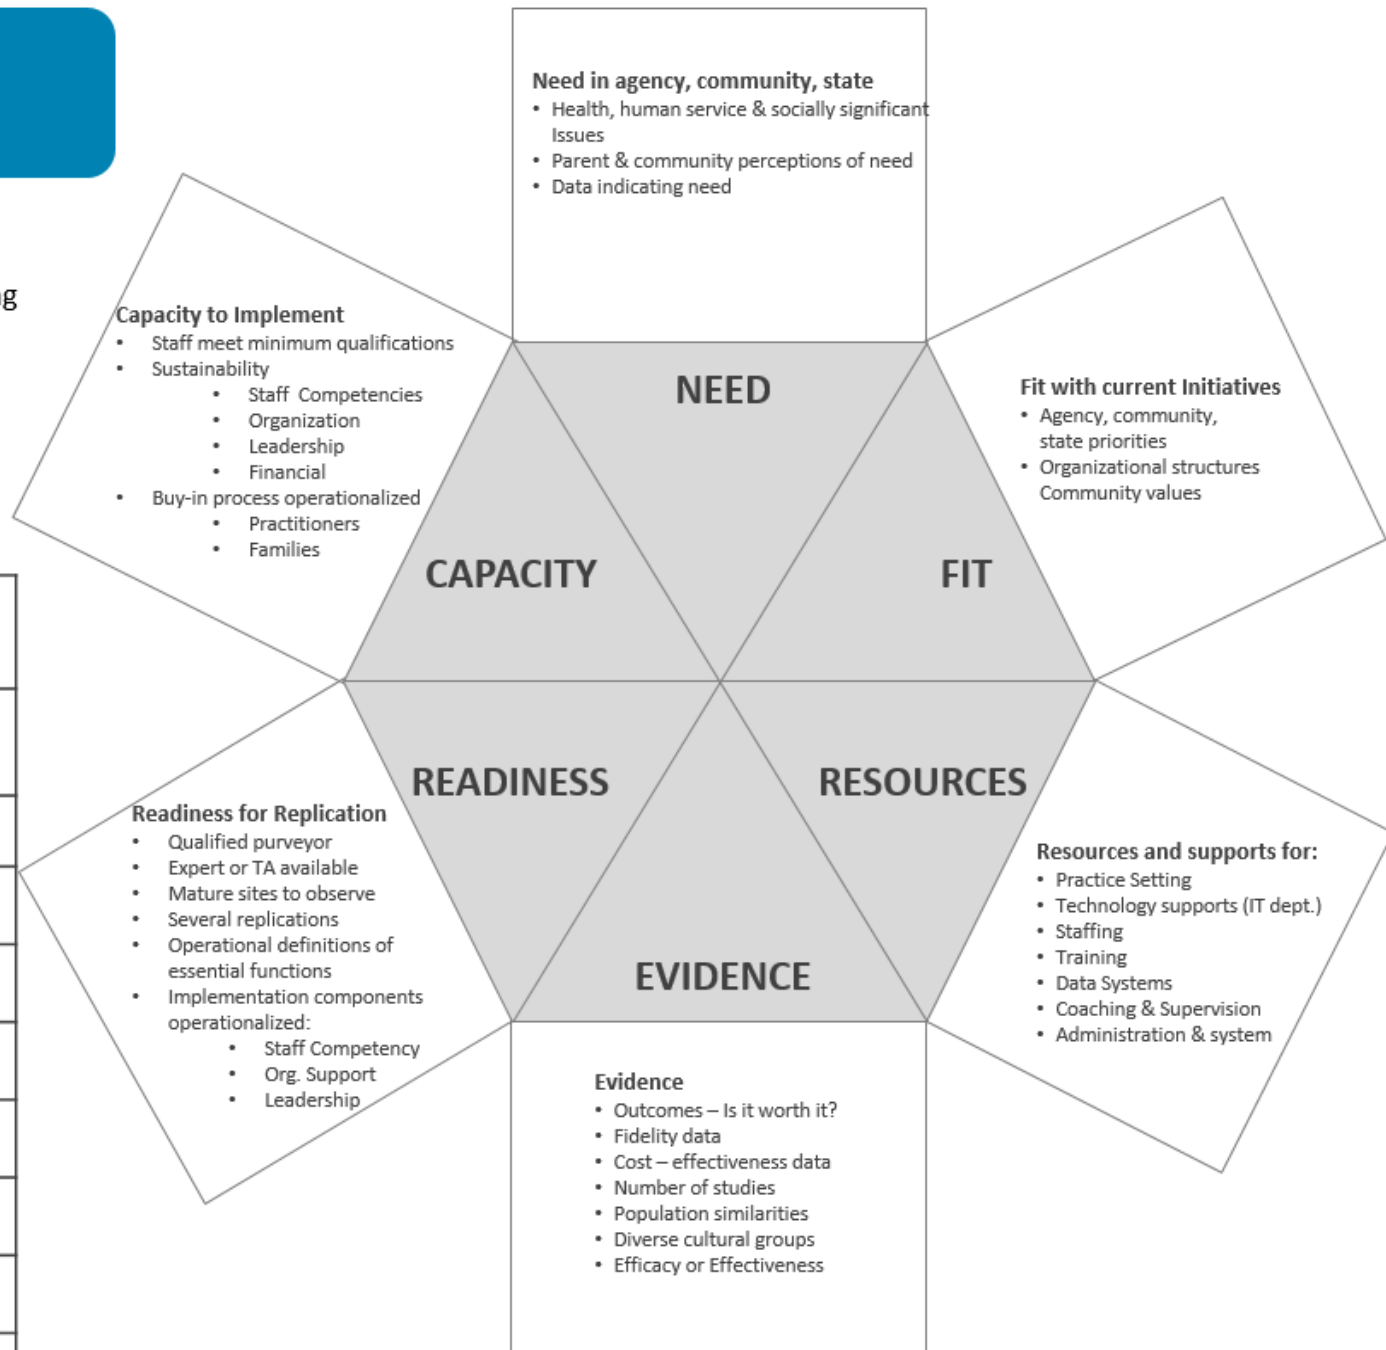 Need in agency, community, state
• Health, human service & socially significant
Issues
• Parent & community perceptions of need
• Data indicating need
Capacity to Implement
• Staff meet minimum qualifications
• Sustainability
• Staff Competencies
• Organization
• Leadership
• Financial
• Buy-in process operationalized
• Practitioners
• Families
Fit with current Initiatives
• Agency, community,
state priorities
• Organizational structures
Community values
NEED
CAPACITY
FIT
READINESS
RESOURCES
EVIDENCE
Readiness for Replication
• Qualified purveyor
• Expert or TA available
• Mature sites to observe
• Several replications
• Operational definitions of
essential functions
• Implementation components
operationalized:
• Staff Competency
• Org. Support
• Leadership
Resources and supports for:
• Practice Setting
• Technology supports (IT dept.)
• Staffing
• Training
• Data Systems
• Coaching & Supervision
• Administration & system
Evidence
• Outcomes – Is it worth it?
• Fidelity data
• Cost – effectiveness data
• Number of studies
• Population similarities
• Diverse cultural groups
• Efficacy or Effectiveness